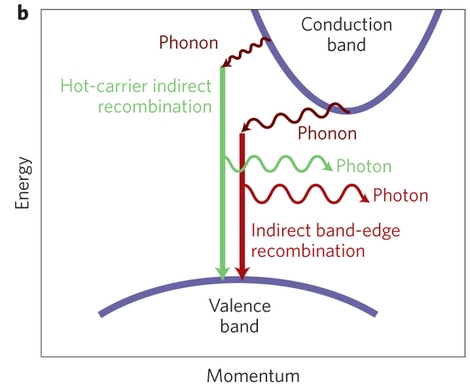 b
Conduction
band
Phonon
Hot-carrier indirect
recombination
Phonon
Photon
Photon
Indirect band-edge
recombination
Valence
band
Energy
Momentum